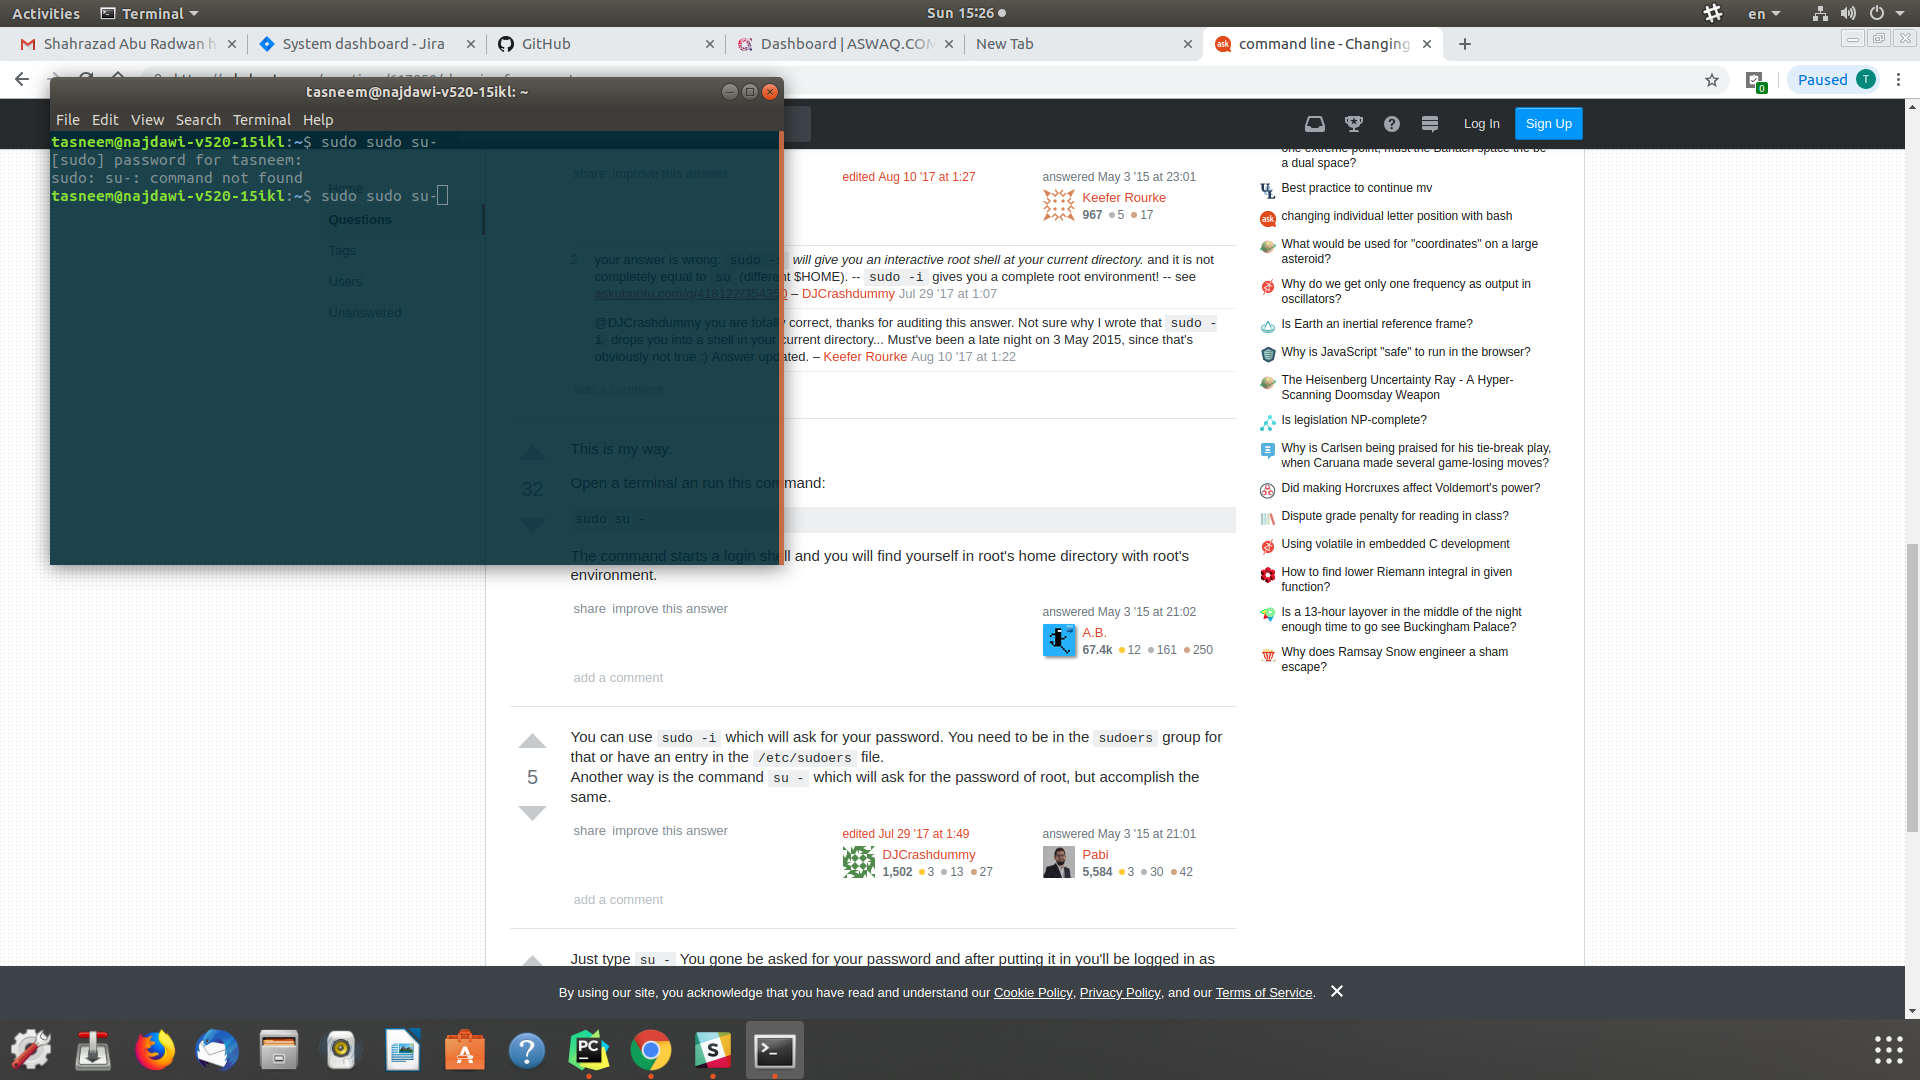 Activities
Terminal
Sun 15:26
en
Shahrazad Abu Radwan h
System dashboard - Jira
GitHub
Dashboard | ASWAQ.COM
New Tab
command line - Changing
Paused
T
0
tasneem@najdawi-v520-15ikl: ~
File Edit View Search Terminal Help
tasneem@najdawi-v520-15ikl:~$ sudo sudo su-
[sudo] password for tasneem:
sudo: su-: command not found
tasneem@najdawi-v520-15ikl:~$ sudo sudo su-
Home
Questions
Tags
Users
Unanswered
Log In
Sign Up
share improve this answer
edited Aug 10 '17 at 1:27
answered May 3 '15 at 23:01
Keefer Rourke
967 5 17
2
your answer is wrong: sudo -s will give you an interactive root shell at your current directory. and it is not
completely equal to su (different $HOME). -- sudo -i gives you a complete root environment! -- see
askubuntu.com/q/418122/354350 – DJCrashdummy Jul 29 '17 at 1:07
@DJCrashdummy you are totally correct, thanks for auditing this answer. Not sure why I wrote that sudo -
i drops you into a shell in your current directory... Must've been a late night on 3 May 2015, since that's
obviously not true :) Answer updated. – Keefer Rourke Aug 10 '17 at 1:22
add a comment
32
This is my way.
Open a terminal an run this command:
sudo su -
The command starts a login shell and you will find yourself in root's home directory with root's
environment.
share improve this answer
answered May 3 '15 at 21:02
A.B.
67.4k 12 161 250
add a comment
5
You can use sudo -i which will ask for your password. You need to be in the sudoers group for
that or have an entry in the /etc/sudoers file.
Another way is the command su - which will ask for the password of root, but accomplish the
same.
share improve this answer
edited Jul 29 '17 at 1:49
DJCrashdummy
1,502 3 13 27
answered May 3 '15 at 21:01
Pabi
5,584 3 30 42
add a comment
Just type su - You gone be asked for your password and after putting it in you'll be logged in as
a dual space?
Best practice to continue mv
changing individual letter position with bash
What would be used for "coordinates" on a large
asteroid?
Why do we get only one frequency as output in
oscillators?
Is Earth an inertial reference frame?
Why is JavaScript "safe" to run in the browser?
The Heisenberg Uncertainty Ray - A Hyper-
Scanning Doomsday Weapon
Is legislation NP-complete?
Why is Carlsen being praised for his tie-break play,
when Caruana made several game-losing moves?
Did making Horcruxes affect Voldemort's power?
Dispute grade penalty for reading in class?
Using volatile in embedded C development
How to find lower Riemann integral in given
function?
Is a 13-hour layover in the middle of the night
enough time to go see Buckingham Palace?
Why does Ramsay Snow engineer a sham
escape?
By using our site, you acknowledge that you have read and understand our Cookie Policy, Privacy Policy, and our Terms of Service.